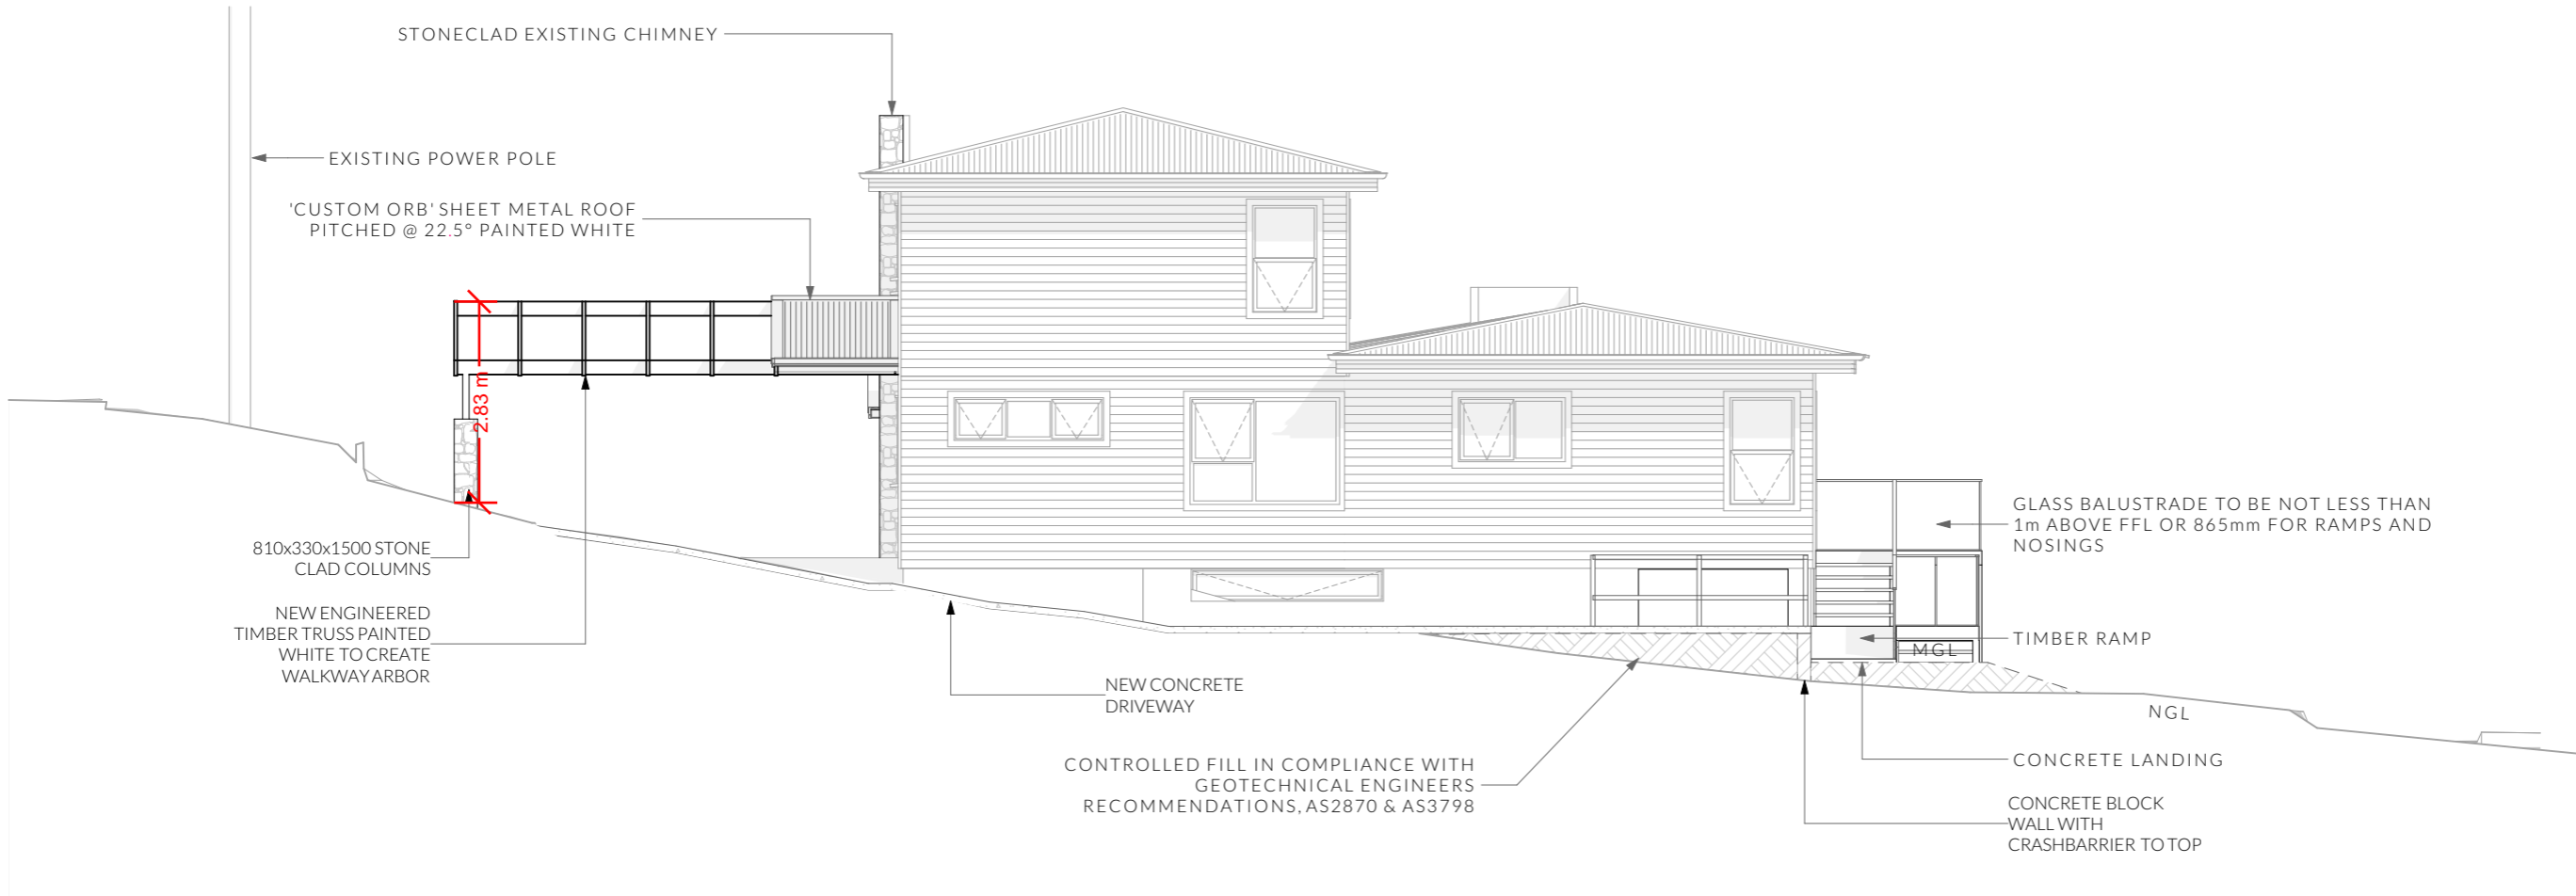 STONECLAD EXISTING CHIMNEY
EXISTING POWER POLE
'CUSTOM ORB' SHEET METAL ROOF
PITCHED @ 22.5° PAINTED WHITE
2.83 m
810x330x1500 STONE
CLAD COLUMNS
NEW ENGINEERED
TIMBER TRUSS PAINTED
WHITE TO CREATE
WALKWAY ARBOR
NEW CONCRETE
DRIVEWAY
CONTROLLED FILL IN COMPLIANCE WITH
GEOTECHNICAL ENGINEERS
RECOMMENDATIONS, AS2870 & AS3798
GLASS BALUSTRADE TO BE NOT LESS THAN
1m ABOVE FFL OR 865mm FOR RAMPS AND
NOSINGS
TIMBER RAMP
MGL
NGL
CONCRETE LANDING
CONCRETE BLOCK
WALL WITH
CRASHBARRIER TO TOP